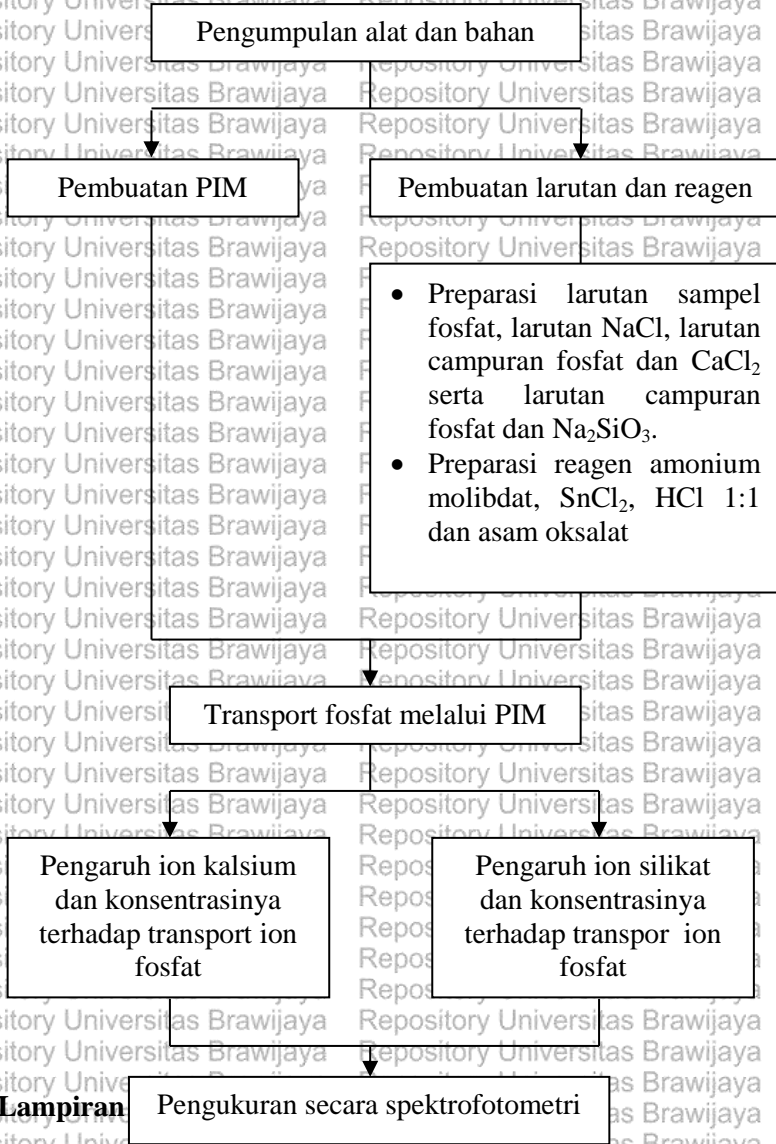 Pengumpulan alat dan bahan
Pembuatan PIM
Pembuatan larutan dan reagen
• Preparasi larutan sampel
fosfat, larutan NaCl, larutan
campuran fosfat dan CaCl₂
serta larutan campuran
fosfat dan Na₂SiO₃.
• Preparasi reagen amonium
molibdat, SnCl₂, HCl 1:1
dan asam oksalat
Transport fosfat melalui PIM
Pengaruh ion kalsium
dan konsentrasinya
terhadap transport ion
fosfat
Pengaruh ion silikat
dan konsentrasinya
terhadap transpor ion
fosfat
Lampiran
Pengukuran secara spektrofotometri
Repository Universitas Brawijaya